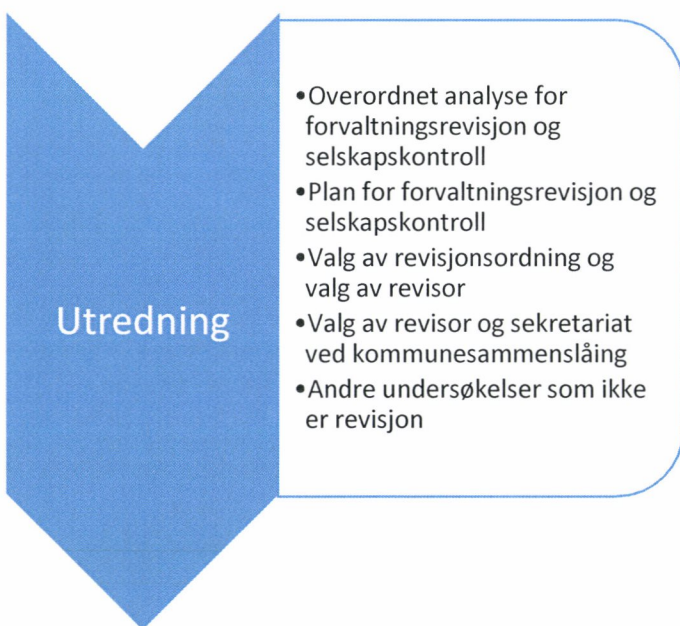 Utredning
•Overordnet analyse for
forvaltningsrevisjon og
selskapskontroll
•Plan for forvaltningsrevisjon og
selskapskontroll
•Valg av revisjonsordning og
valg av revisor
•Valg av revisor og sekretariat
ved kommunesammenslåing
•Andre undersøkelser som ikke
er revisjon